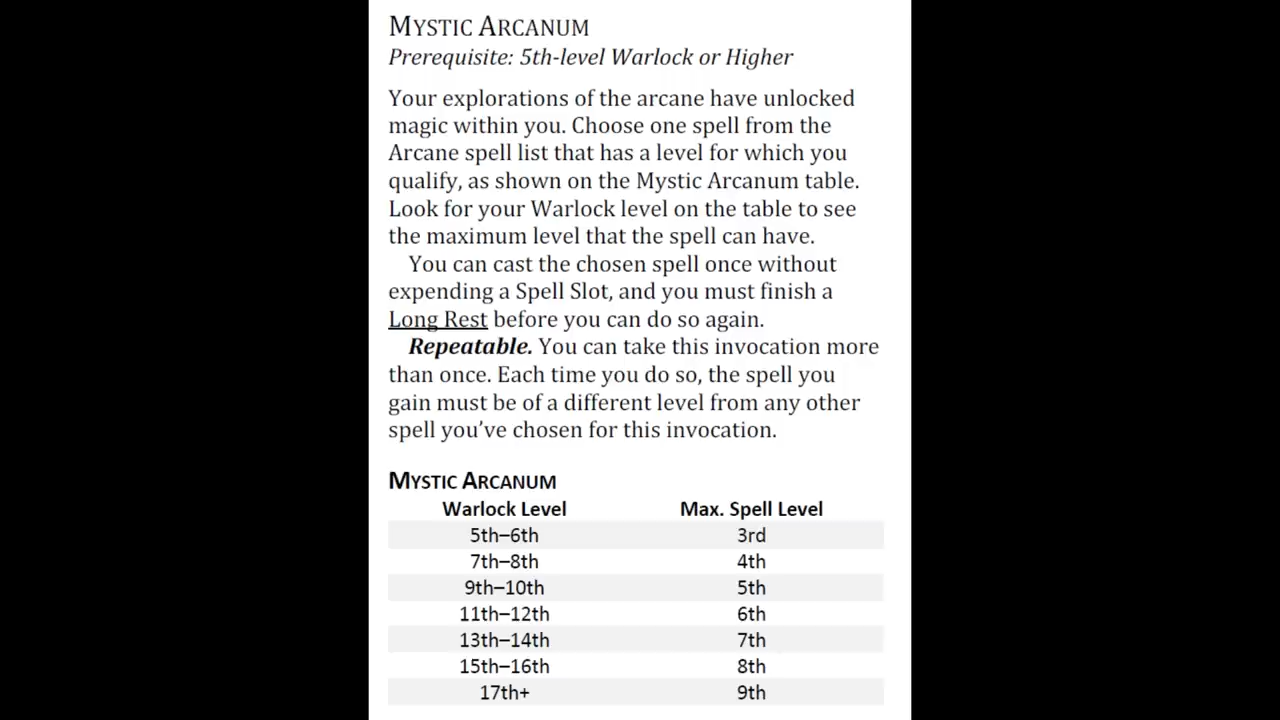 MYSTIC ARCANUM
Prerequisite: 5th-level Warlock or Higher
Your explorations of the arcane have unlocked
magic within you. Choose one spell from the
Arcane spell list that has a level for which you
qualify, as shown on the Mystic Arcanum table.
Look for your Warlock level on the table to see
the maximum level that the spell can have.
You can cast the chosen spell once without
expending a Spell Slot, and you must finish a
Long Rest before you can do so again.
Repeatable. You can take this invocation more
than once. Each time you do so, the spell you
gain must be of a different level from any other
spell you’ve chosen for this invocation.
MYSTIC ARCANUM
Warlock Level Max. Spell Level
5th–6th 3rd
7th–8th 4th
9th–10th 5th
11th–12th 6th
13th–14th 7th
15th–16th 8th
17th+ 9th